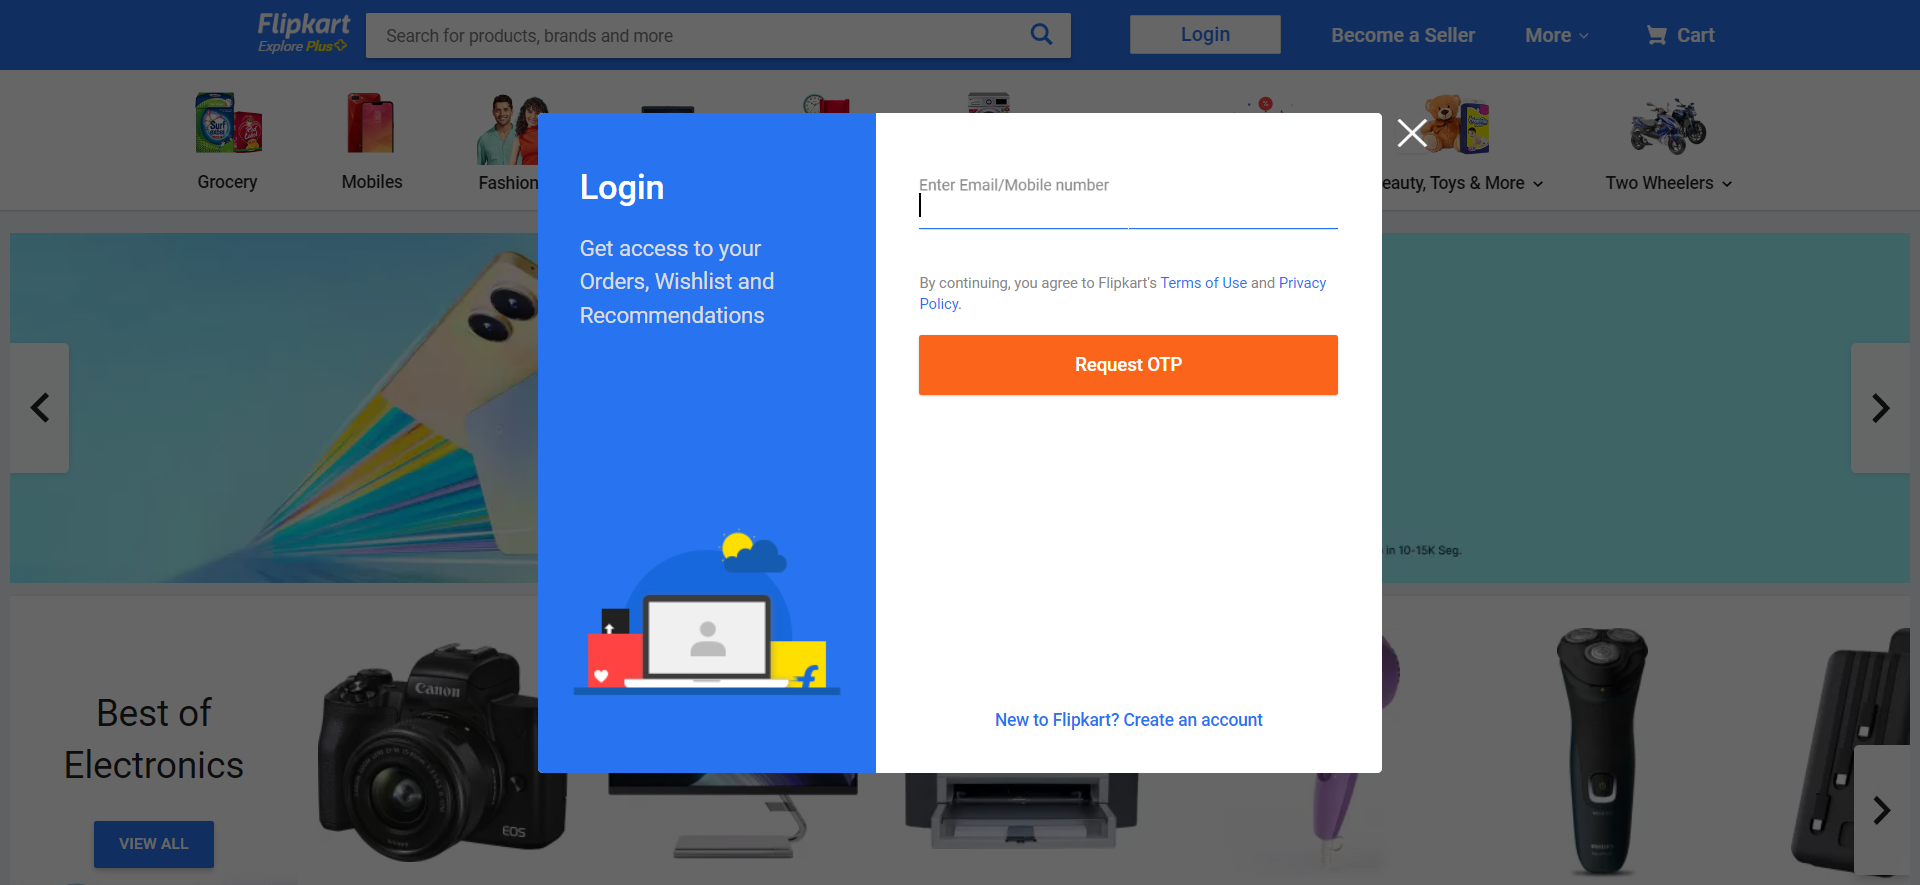 Flipkart
Explore Plus
Search for products, brands and more
Login
Become a Seller
More
Cart
Grocery
Mobiles
Fashion
eauty, Toys & More
Two Wheelers
Login
Get access to your
Orders, Wishlist and
Recommendations
Enter Email/Mobile number
By continuing, you agree to Flipkart's Terms of Use and Privacy
Policy.
Request OTP
New to Flipkart? Create an account
in 10-15K Seg.
Best of
Electronics
VIEW ALL
Canon
EOS
PHILIPS